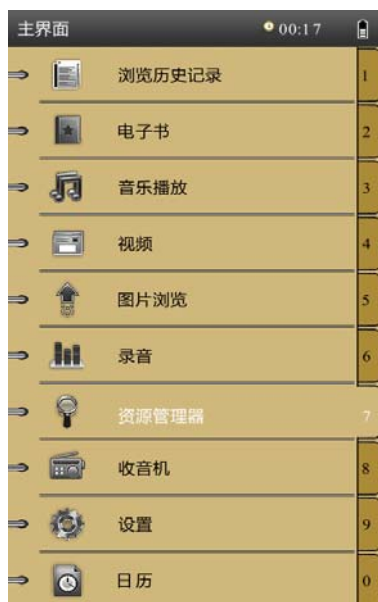 主界面 00:17
浏览历史记录 1
电子书 2
音乐播放 3
视频 4
图片浏览 5
录音 6
资源管理器 7
收音机 8
设置 9
日历 0